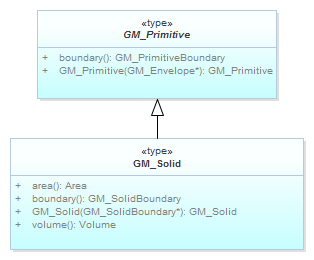 «type»
GM_Primitive
+ boundary(): GM_PrimitiveBoundary
+ GM_Primitive(GM_Envelope*): GM_Primitive
«type»
GM_Solid
+ area(): Area
+ boundary(): GM_SolidBoundary
+ GM_Solid(GM_SolidBoundary*): GM_Solid
+ volume(): Volume